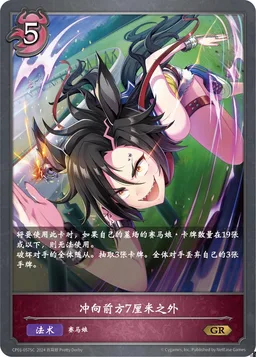 5
将要使用此卡时，如果自己的墓场的赛马娘·卡牌数量在19张
或以下，则无法使用。
破坏对手的全体随从。抽取3张卡牌。全体对手丢弃自己的3张
手牌。
冲向前方7厘米之外
法术 赛马娘 GR